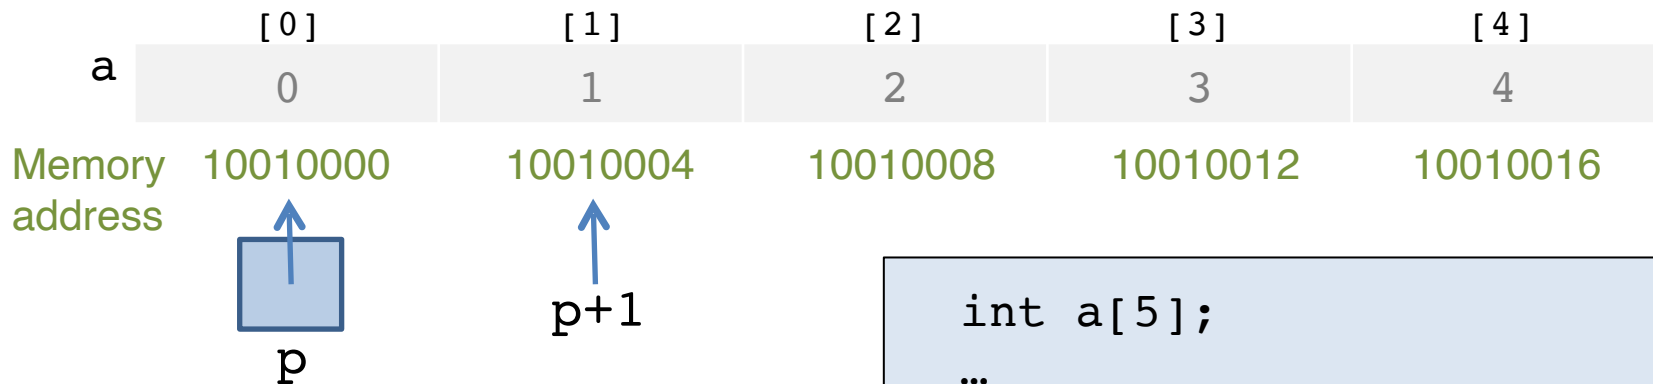 [0] [1] [2] [3] [4]
a 0 1 2 3 4
Memory address 10010000 10010004 10010008 10010012 10010016
p p+1
int a[5];
…